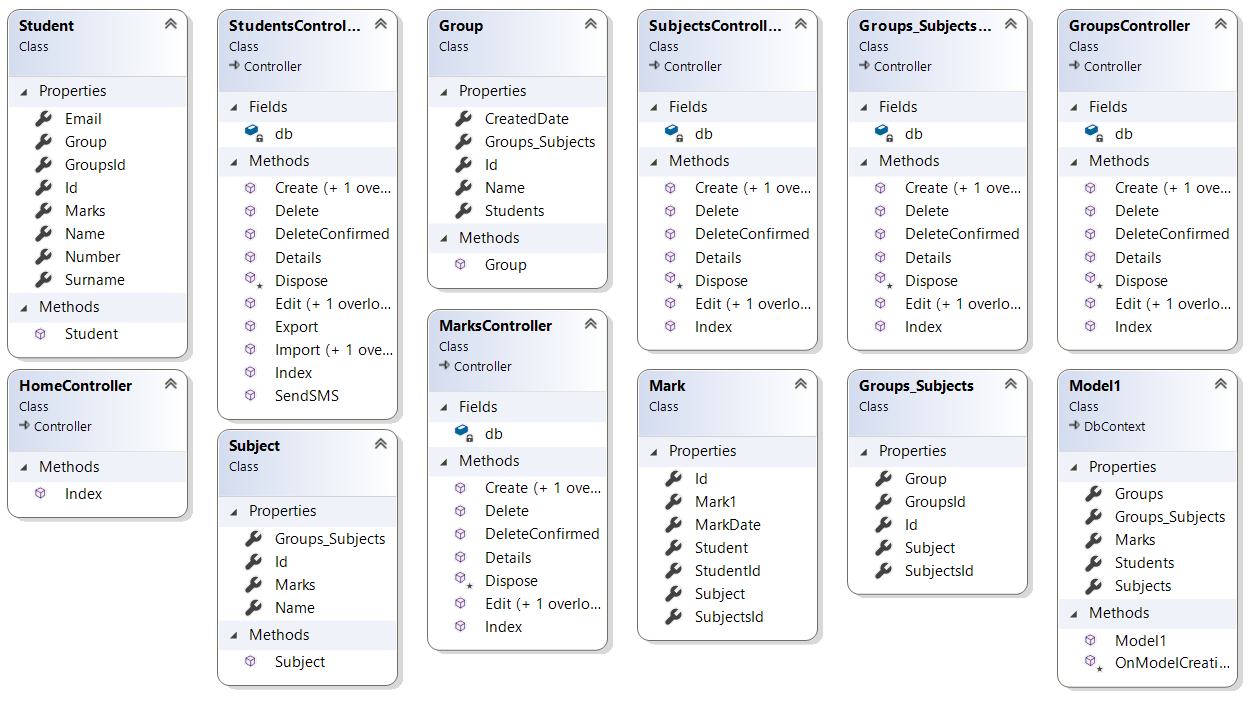 Student
Class
Properties
Email
Group
GroupsId
Id
Marks
Name
Number
Surname
Methods
Student
HomeController
Class
Controller
Methods
Index
StudentsControl...
Class
Controller
Fields
db
Methods
Create (+ 1 ove...
Delete
DeleteConfirmed
Details
Dispose
Edit (+ 1 overlo...
Export
Import (+ 1 ove...
Index
SendSMS
Subject
Class
Properties
Groups_Subjects
Id
Marks
Name
Methods
Subject
Group
Class
Properties
CreatedDate
Groups_Subjects
Id
Name
Students
Methods
Group
MarksController
Class
Controller
Fields
db
Methods
Create (+ 1 ove...
Delete
DeleteConfirmed
Details
Dispose
Edit (+ 1 overlo...
Index
SubjectsControll...
Class
Controller
Fields
db
Methods
Create (+ 1 ove...
Delete
DeleteConfirmed
Details
Dispose
Edit (+ 1 overlo...
Index
Mark
Class
Properties
Id
Mark1
MarkDate
Student
StudentId
Subject
SubjectsId
Groups_Subjects...
Class
Controller
Fields
db
Methods
Create (+ 1 ove...
Delete
DeleteConfirmed
Details
Dispose
Edit (+ 1 overlo...
Index
Groups_Subjects
Class
Properties
Group
GroupsId
Id
Subject
SubjectsId
GroupsController
Class
Controller
Fields
db
Methods
Create (+ 1 ove...
Delete
DeleteConfirmed
Details
Dispose
Edit (+ 1 overlo...
Index
Model1
Class
DbContext
Properties
Groups
Groups_Subjects
Marks
Students
Subjects
Methods
Model1
OnModelCreati...